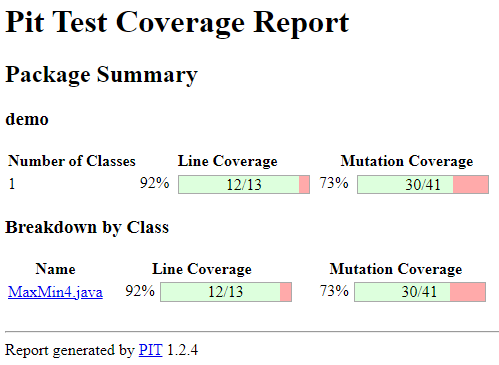 Pit Test Coverage Report
Package Summary
demo
Number of Classes Line Coverage Mutation Coverage
1 92% 12/13 73% 30/41
Breakdown by Class
Name Line Coverage Mutation Coverage
MaxMin4.java 92% 12/13 73% 30/41
Report generated by PIT 1.2.4